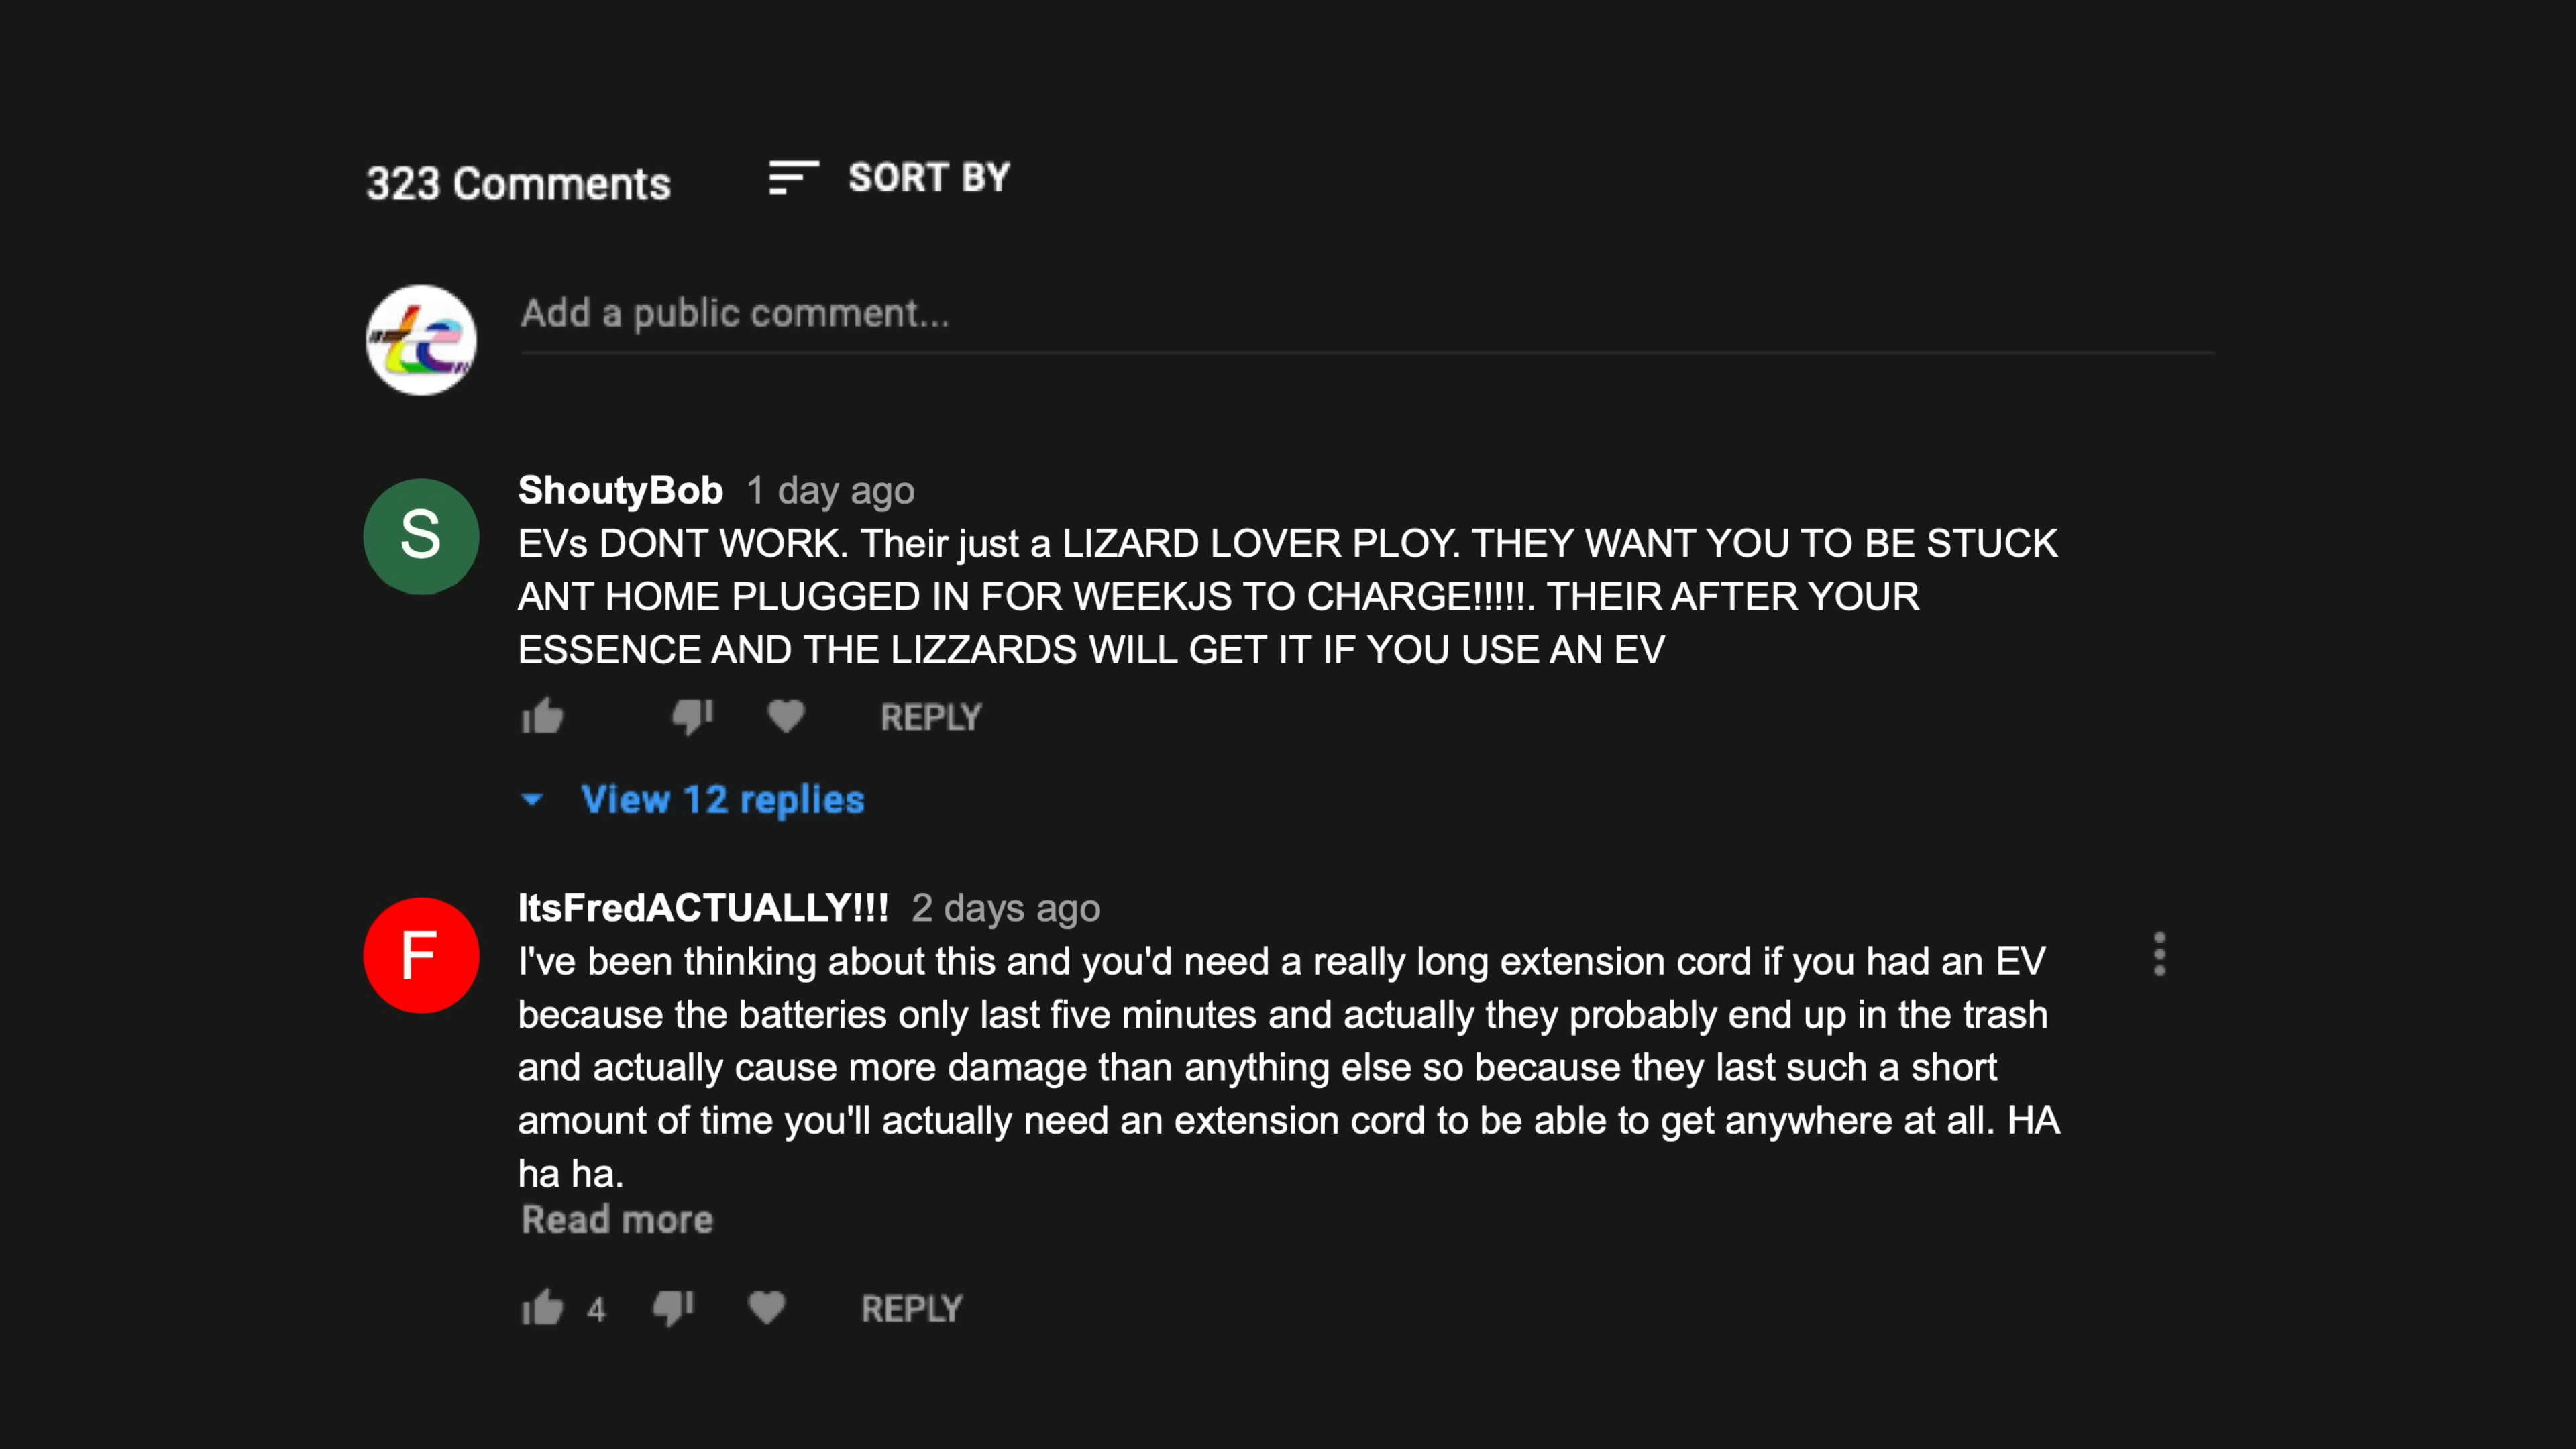 323 Comments
SORT BY
te
Add a public comment...
ShoutyBob 1 day ago
S
EVs DONT WORK. Their just a LIZARD LOVER PLOY. THEY WANT YOU TO BE STUCK
ANT HOME PLUGGED IN FOR WEEKJS TO CHARGE!!!!!. THEIR AFTER YOUR
ESSENCE AND THE LIZZARDS WILL GET IT IF YOU USE AN EV
REPLY
View 12 replies
ItsFredACTUALLY!!! 2 days ago
F
I've been thinking about this and you'd need a really long extension cord if you had an EV
because the batteries only last five minutes and actually they probably end up in the trash
and actually cause more damage than anything else so because they last such a short
amount of time you'll actually need an extension cord to be able to get anywhere at all. HA
ha ha.
Read more
4
REPLY